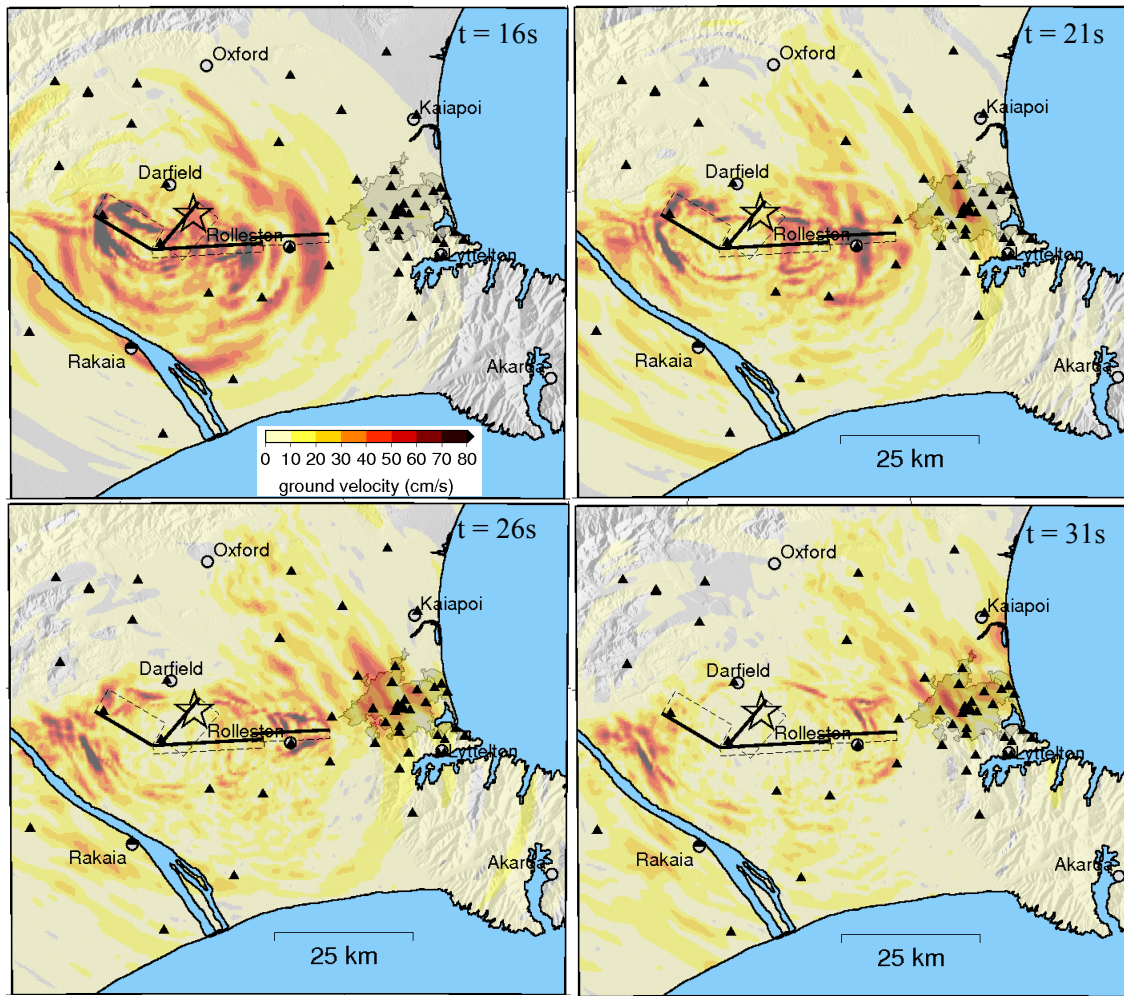 t = 16s
Oxford
Kaiapoi
Darfield
Rolleston
Lyttelton
Rakaia
Akaroa
0 10 20 30 40 50 60 70 80
ground velocity (cm/s)
t = 21s
Oxford
Kaiapoi
Darfield
Rolleston
Lyttelton
Rakaia
Akaroa
25 km
t = 26s
Oxford
Kaiapoi
Darfield
Rolleston
Lyttelton
Rakaia
Akaroa
25 km
t = 31s
Oxford
Kaiapoi
Darfield
Rolleston
Lyttelton
Rakaia
Akaroa
25 km